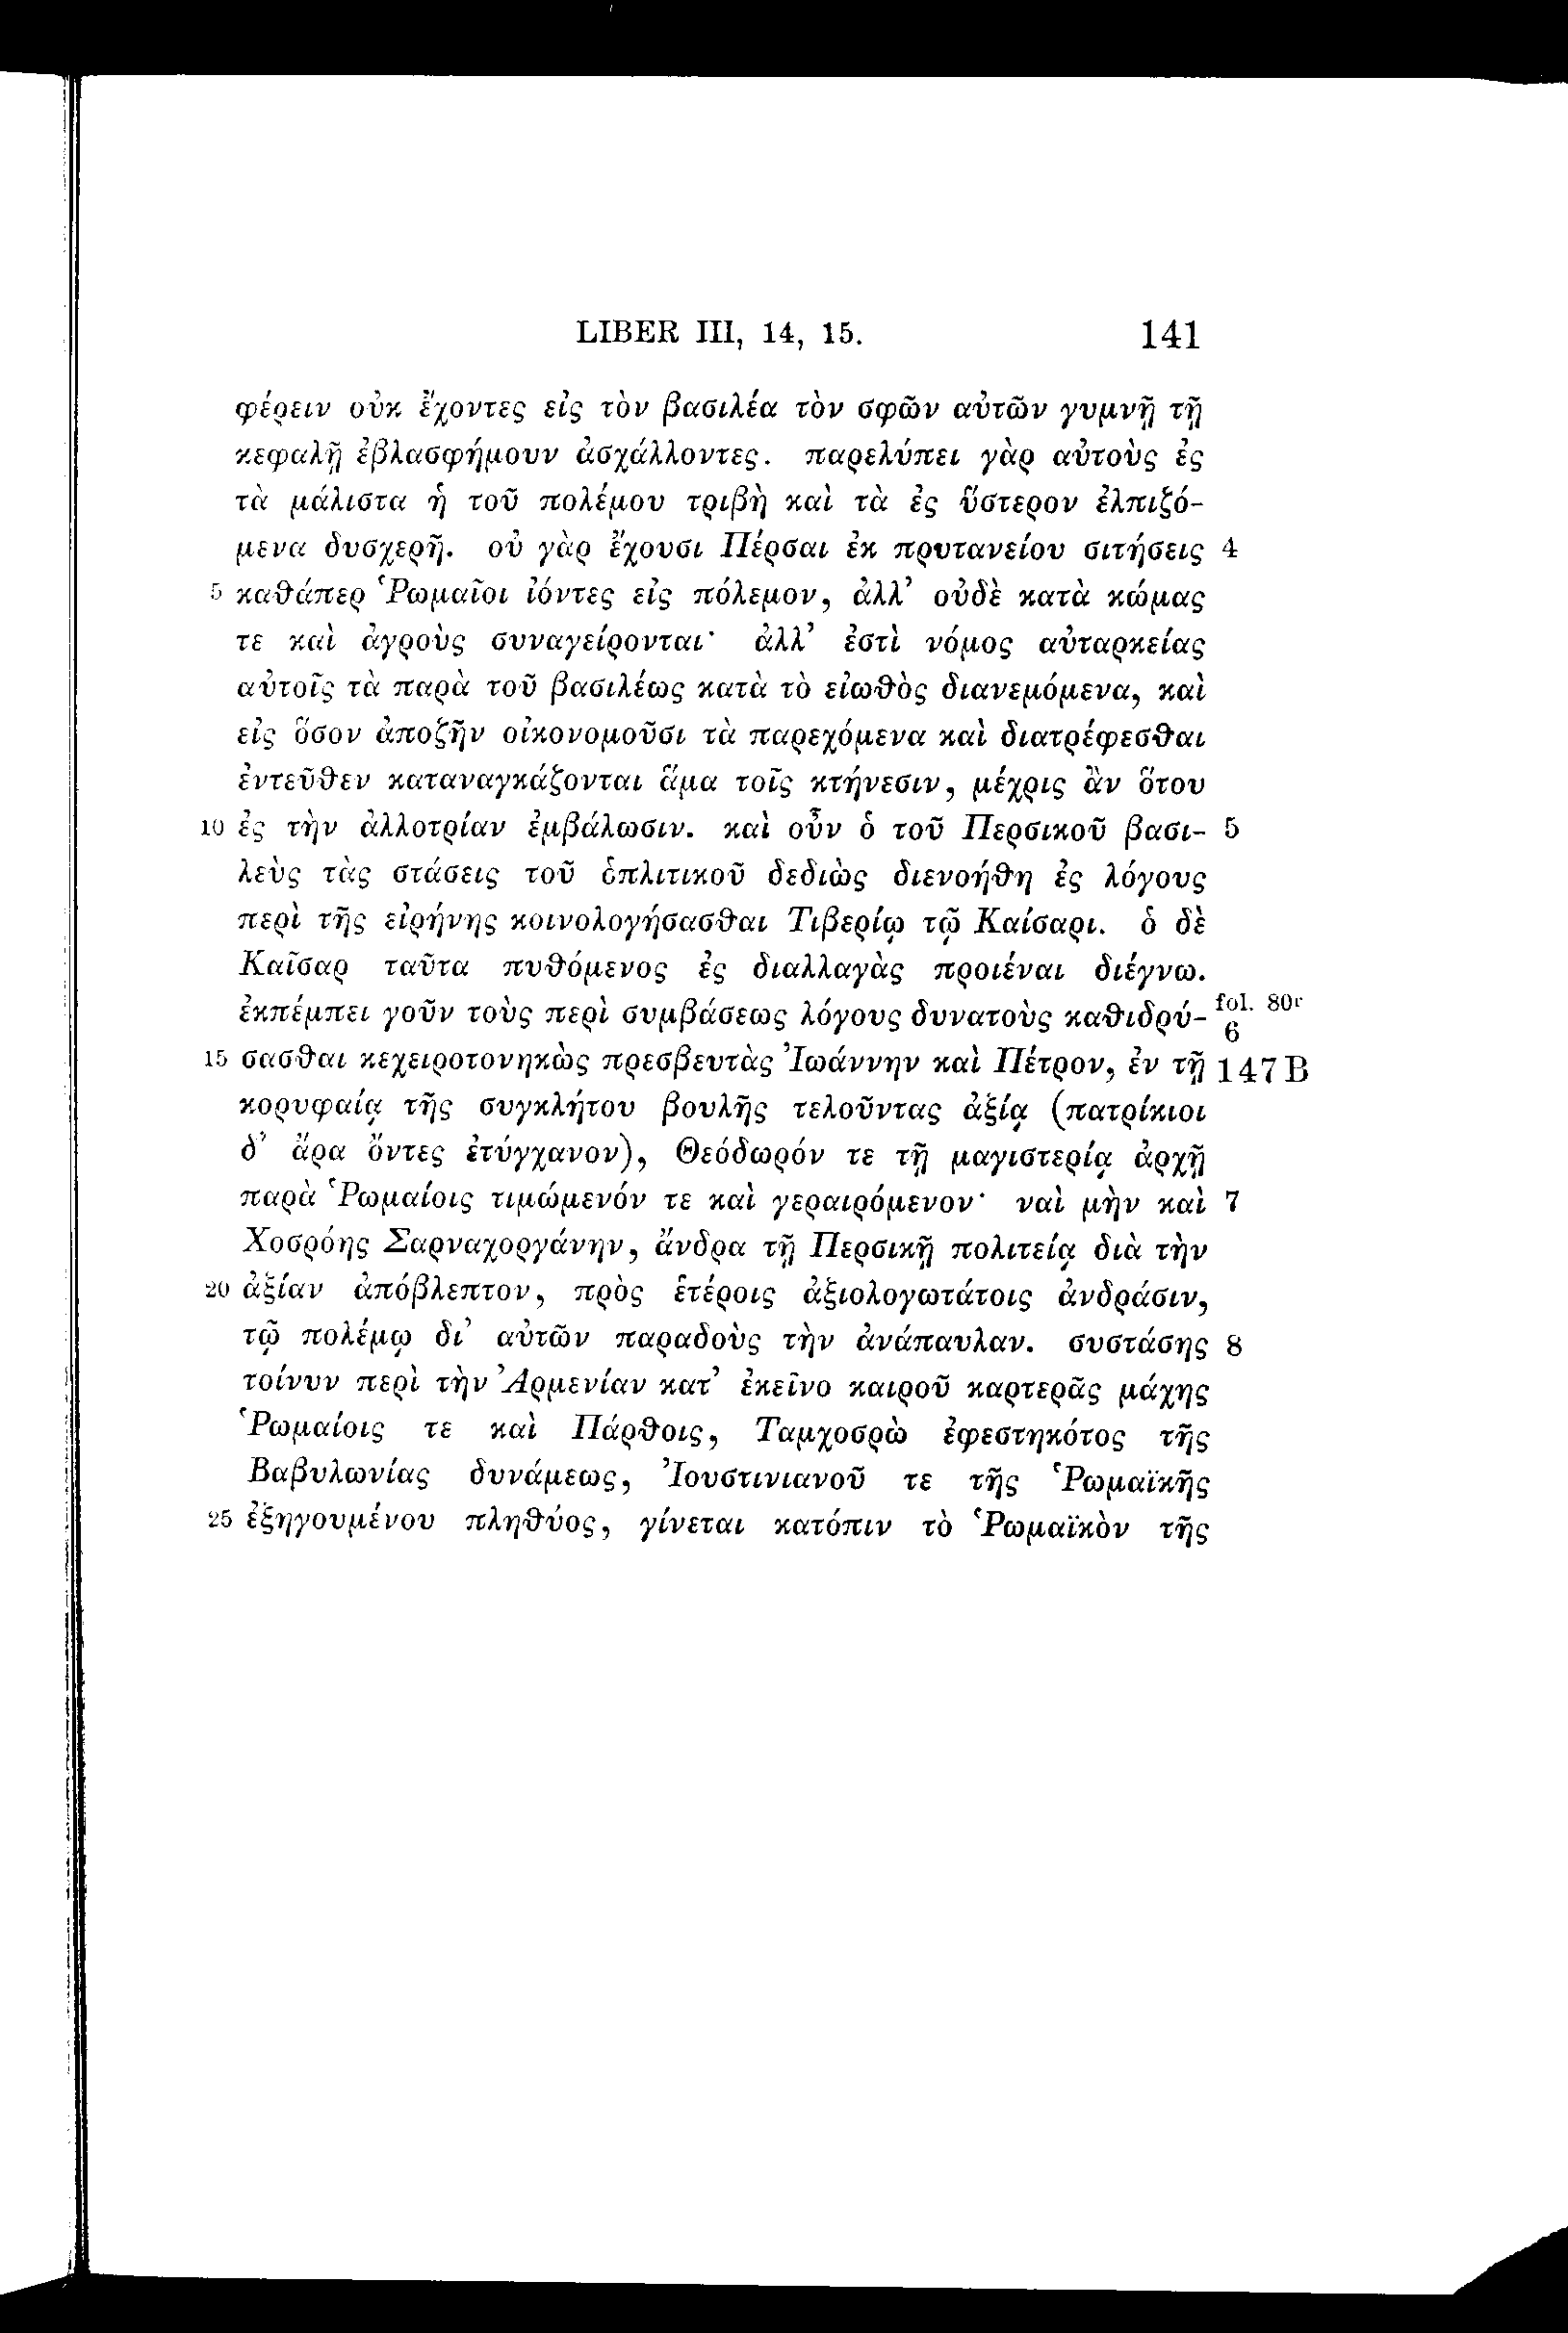 LIBER III, 14, 15. 141
φέρειν οὐκ ἔχοντες εἰς τὸν βασιλέα τὸν σφῶν αὐτῶν γυμνῇ τῇ
κεφαλῇ ἐβλασφήμουν ἀσχάλλοντες. παρελύπει γὰρ αὐτοὺς ἐς
τὰ μάλιστα ἡ τοῦ πολέμου τριβὴ καὶ τὰ ἐς ὕστερον ἐλπιζό-
μενα δυσχερῆ. οὐ γὰρ ἔχουσι Πέρσαι ἐκ πρυτανείου σιτήσεις 4
5 καθάπερ Ῥωμαῖοι ἰόντες εἰς πόλεμον, ἀλλ’ οὐδὲ κατὰ κώμας
τε καὶ ἀγροὺς συναγείρονται· ἀλλ’ ἐστὶ νόμος αὐταρκείας
αὐτοῖς τὰ παρὰ τοῦ βασιλέως κατὰ τὸ εἰωθὸς διανεμόμενα, καὶ
εἰς ὅσον ἀποζῆν οἰκονομοῦσι τὰ παρεχόμενα καὶ διατρέφεσθαι
ἐντεῦθεν καταναγκάζονται ἅμα τοῖς κτήνεσιν, μέχρις ἂν ὅτου
10 ἐς τὴν ἀλλοτρίαν ἐμβάλωσιν. καὶ οὖν ὁ τοῦ Περσικοῦ βασι- 5
λεὺς τὰς στάσεις τοῦ ὁπλιτικοῦ δεδιὼς διενοήθη ἐς λόγους
περὶ τῆς εἰρήνης κοινολογήσασθαι Τιβερίῳ τῷ Καίσαρι. ὁ δὲ
Καῖσαρ ταῦτα πυθόμενος ἐς διαλλαγὰς προιέναι διέγνω.
ἐκπέμπει γοῦν τοὺς περὶ συμβάσεως λόγους δυνατοὺς καθιδρύ- fol. 80r
6
15 σασθαι κεχειροτονηκὼς πρεσβευτὰς Ἰωάννην καὶ Πέτρον, ἐν τῇ 147 B
κορυφαίᾳ τῆς συγκλήτου βουλῆς τελοῦντας ἀξίᾳ (πατρίκιοι
δ’ ἄρα ὄντες ἐτύγχανον), Θεόδωρόν τε τῇ μαγιστερίᾳ ἀρχῇ
παρὰ Ῥωμαίοις τιμώμενόν τε καὶ γεραιρόμενον· ναὶ μὴν καὶ 7
Χοσρόης Σαρναχοργάνην, ἄνδρα τῇ Περσικῇ πολιτείᾳ διὰ τὴν
20 ἀξίαν ἀπόβλεπτον, πρὸς ἑτέροις ἀξιολογωτάτοις ἀνδράσιν,
τῷ πολέμῳ δι’ αὐτῶν παραδοὺς τὴν ἀνάπαυλαν. συστάσης 8
τοίνυν περὶ τὴν Ἀρμενίαν κατ’ ἐκεῖνο καιροῦ καρτερᾶς μάχης
Ῥωμαίοις τε καὶ Πάρθοις, Ταμχοσρὼ ἐφεστηκότος τῆς
Βαβυλωνίας δυνάμεως, Ἰουστινιανοῦ τε τῆς Ῥωμαϊκῆς
25 ἐξηγουμένου πληθύος, γίνεται κατόπιν τὸ Ῥωμαϊκὸν τῆς